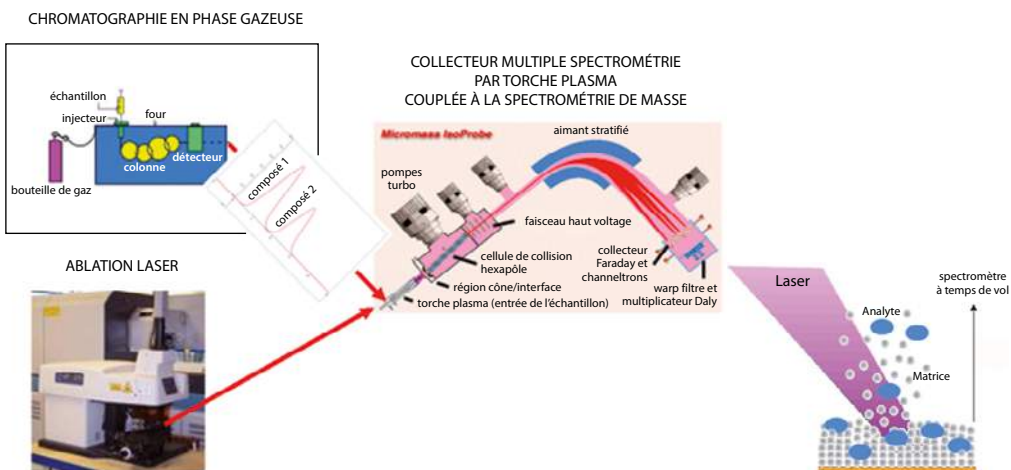 CHROMATOGRAPHIE EN PHASE GAZEUSE
échantillon
injecteur
four
colonne
détecteur
bouteille de gaz
composé 1
composé 2
ABLATION LASER
COLLECTEUR MULTIPLE SPECTROMÉTRIE
PAR TORCHE PLASMA
COUPLÉE À LA SPECTROMÉTRIE DE MASSE
Micromass IsoProbe
aimant stratifié
pompes
turbo
faisceau haut voltage
cellule de collision
hexapôle
région cône/interface
torche plasma (entrée de l'échantillon)
collecteur
Faraday et
channeltrons
warp filtre et
multiplicateur Daly
Laser
Analyte
Matrice
spectromètre
à temps de vol